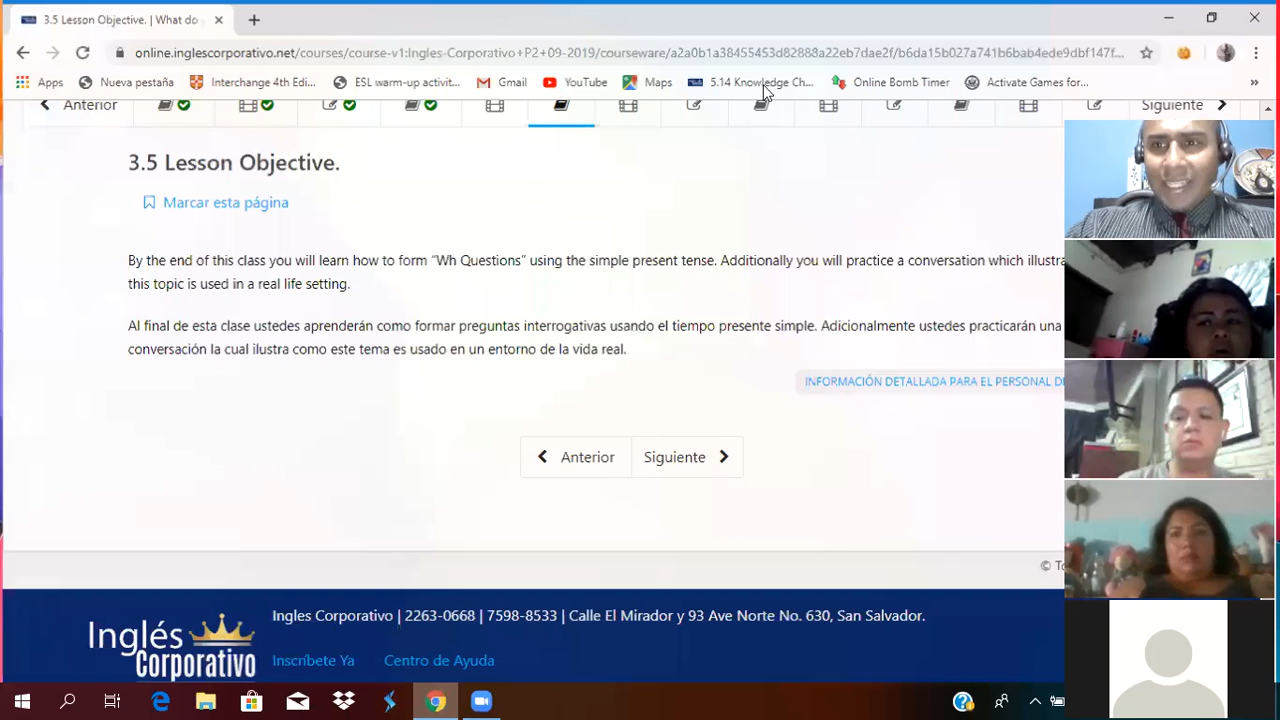 3.5 Lesson Objective. | What do
online.inglescorporativo.net/courses/course-v1:Ingles-Corporativo+P2+09-2019/courseware/a2a0b1a38455453d82888a22eb7dae2f/b6da15b027a741b6bab4ede9dbf147f...
Apps Nueva pestaña Interchange 4th Edi... ESL warm-up activit... Gmail YouTube Maps 5.14 Knowledge Ch... Online Bomb Timer Activate Games for... »
Anterior Siguiente
3.5 Lesson Objective.
Marcar esta página
By the end of this class you will learn how to form “Wh Questions” using the simple present tense. Additionally you will practice a conversation which illustra
this topic is used in a real life setting.
Al final de esta clase ustedes aprenderán como formar preguntas interrogativas usando el tiempo presente simple. Adicionalmente ustedes practicarán una
conversación la cual ilustra como este tema es usado en un entorno de la vida real.
INFORMACIÓN DETALLADA PARA EL PERSONAL DE
Anterior Siguiente
© To
Ingles Corporativo | 2263-0668 | 7598-8533 | Calle El Mirador y 93 Ave Norte No. 630, San Salvador.
Inglés
Corporativo
Inscríbete Ya Centro de Ayuda